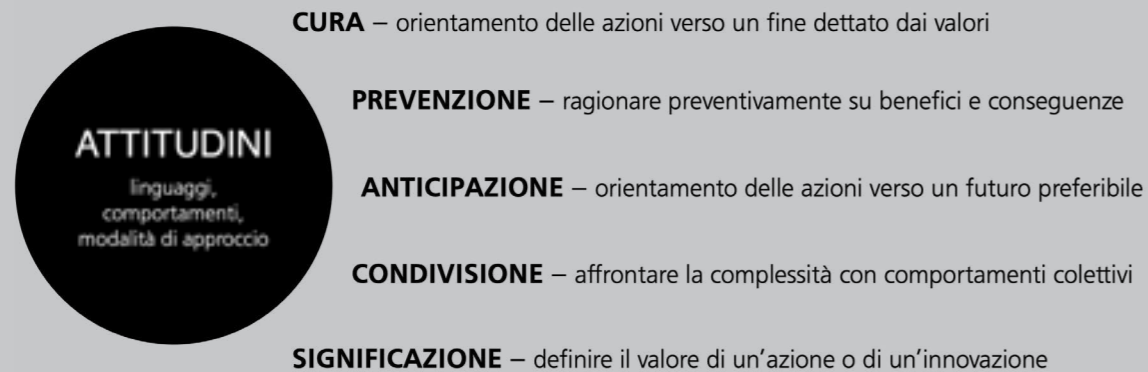 CURA – orientamento delle azioni verso un fine dettato dai valori
PREVENZIONE – ragionare preventivamente su benefici e conseguenze
ATTITUDINI
linguaggi,
comportamenti,
modalità di approccio
ANTICIPAZIONE – orientamento delle azioni verso un futuro preferibile
CONDIVISIONE – affrontare la complessità con comportamenti colettivi
SIGNIFICAZIONE – definire il valore di un'azione o di un'innovazione